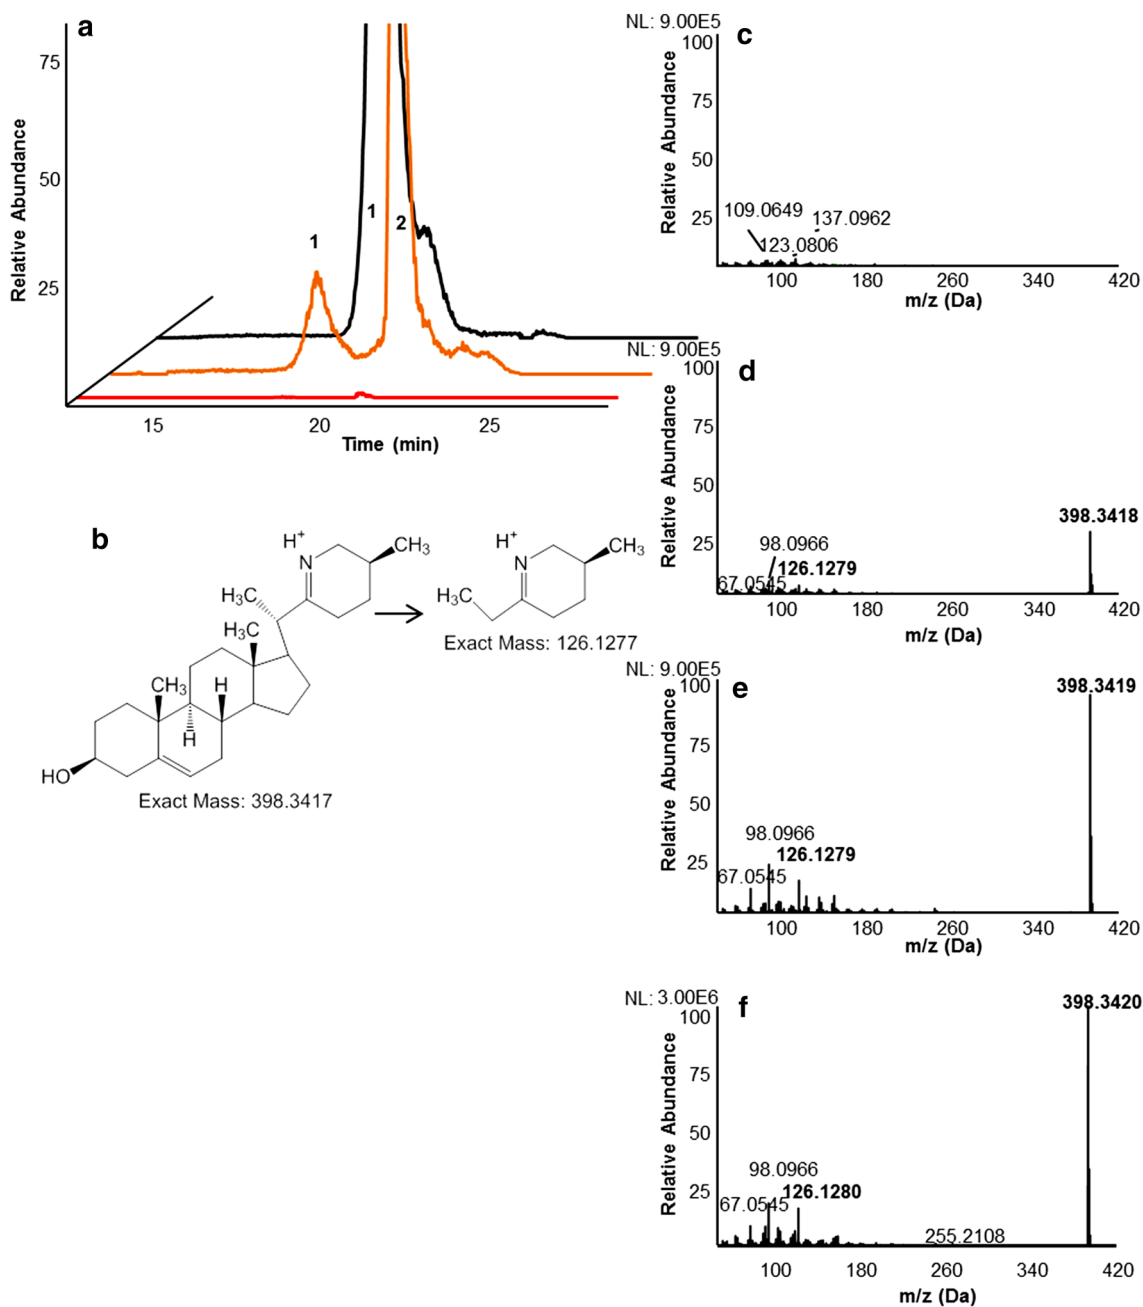 a
Relative Abundance
75
50
25
1
1
2
15
20
25
Time (min)
b
H+
N
CH3
H3C
H3C
CH3
H
H
HO
Exact Mass: 398.3417
H+
N
CH3
H3C
Exact Mass: 126.1277
NL: 9.00E5
c
Relative Abundance
100
75
50
25
109.0649
137.0962
123.0806
100
180
260
340
420
m/z (Da)
NL: 9.00E5
d
Relative Abundance
100
75
50
25
398.3418
98.0966
126.1279
67.0545
100
180
260
340
420
m/z (Da)
NL: 9.00E5
e
Relative Abundance
100
75
50
25
398.3419
98.0966
126.1279
67.0545
100
180
260
340
420
m/z (Da)
NL: 3.00E6
f
Relative Abundance
100
75
50
25
398.3420
98.0966
126.1280
67.0545
255.2108
100
180
260
340
420
m/z (Da)